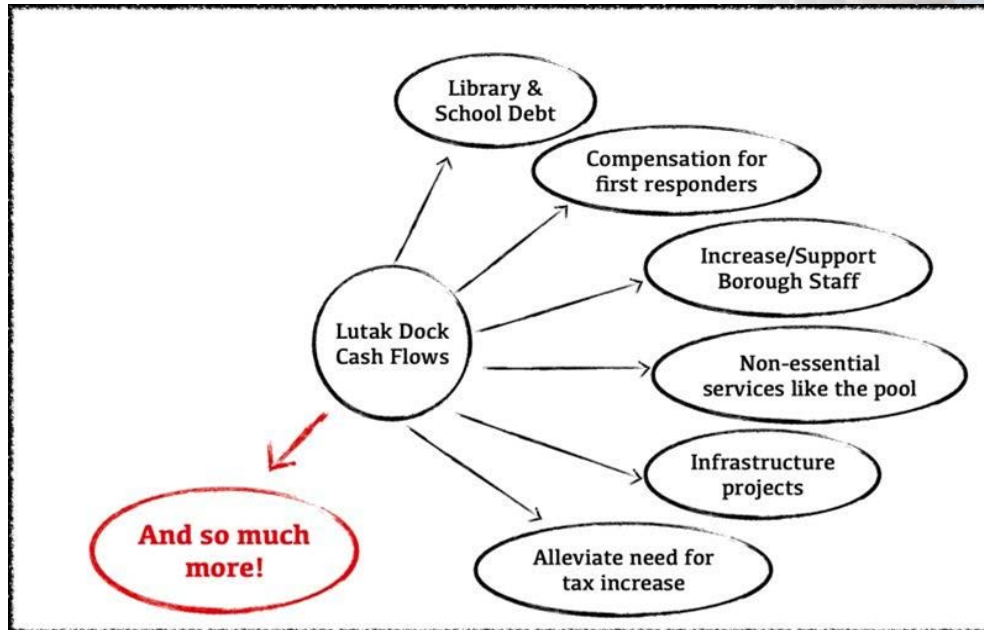 Library &
School Debt
Compensation for
first responders
Increase/Support
Borough Staff
Lutak Dock
Cash Flows
Non-essential
services like the pool
Infrastructure
projects
And so much
more!
Alleviate need for
tax increase